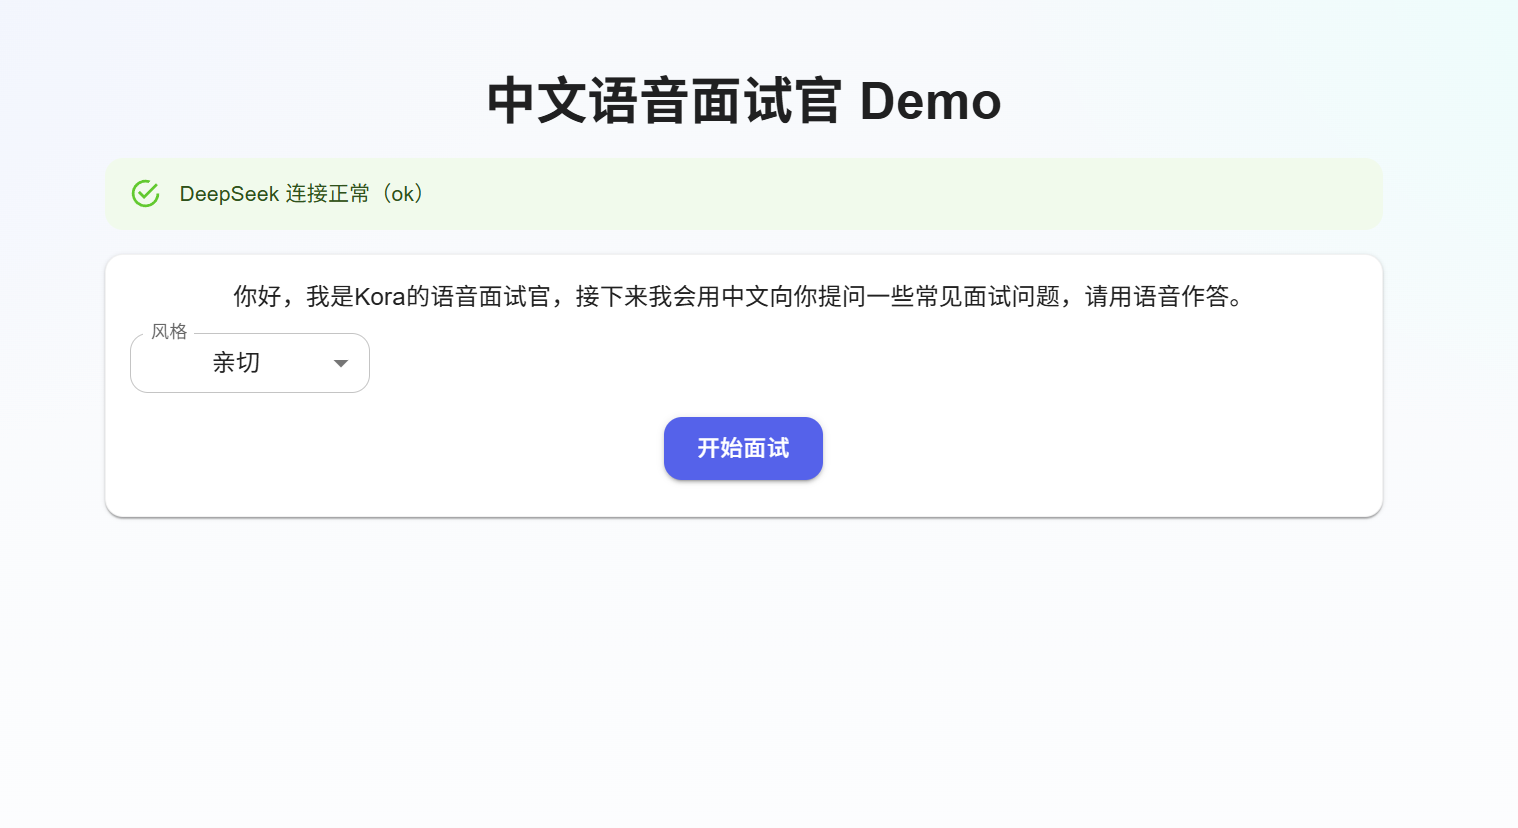 中文语音面试官 Demo
DeepSeek 连接正常（ok）
你好，我是Kora的语音面试官，接下来我会用中文向你提问一些常见面试问题，请用语音作答。
风格
亲切
开始面试